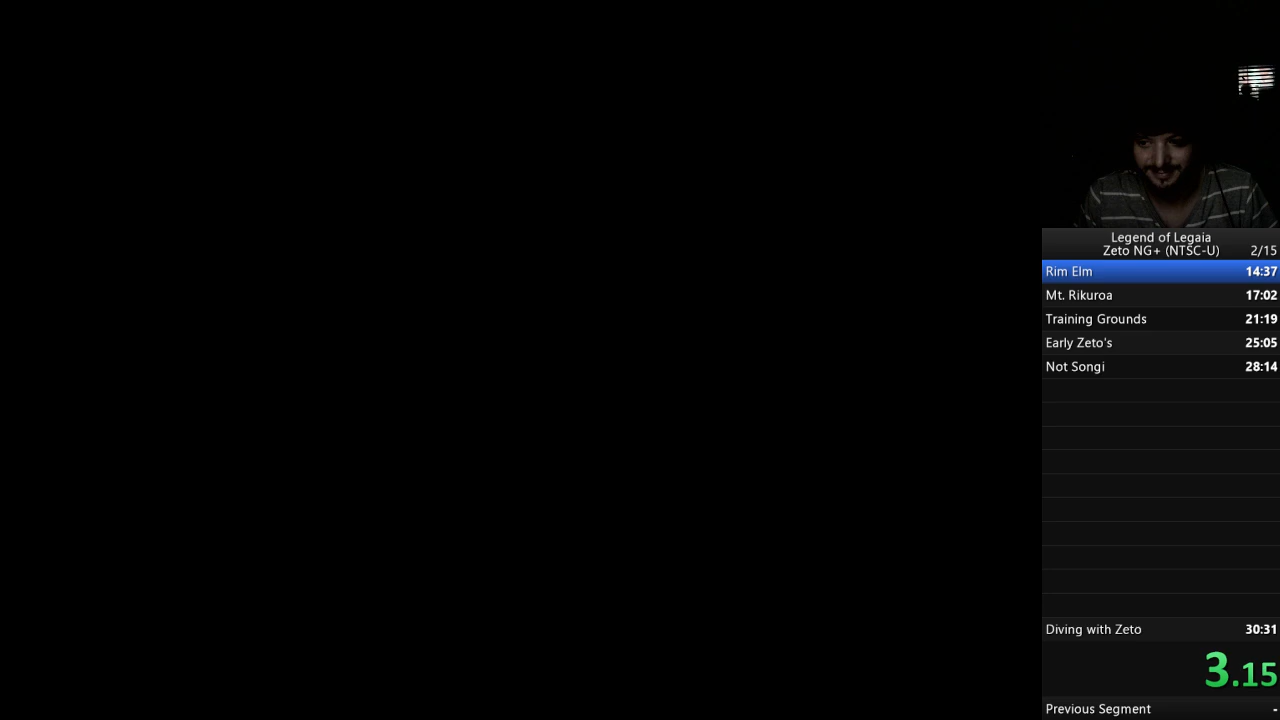 Legend of Legaia
Zeto NG+ (NTSC-U) 2/15
Rim Elm 14:37
Mt. Rikuroa 17:02
Training Grounds 21:19
Early Zeto's 25:05
Not Songi 28:14
Diving with Zeto 30:31
3.15
Previous Segment -